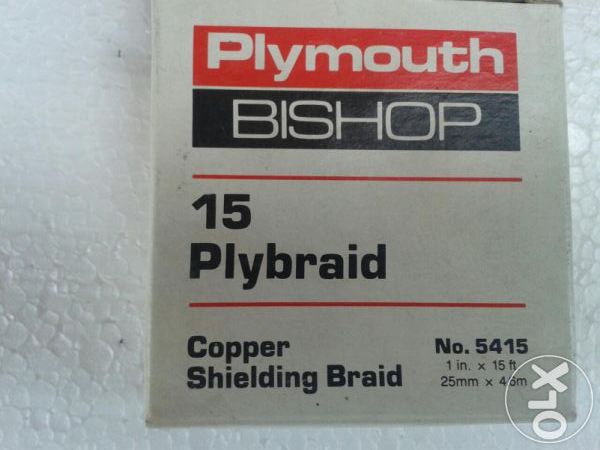 Plymouth
BISHOP
15
Plybraid
Copper
Shielding Braid
No. 5415
1 in. x 15 ft
25mm x 4,6m
OLX